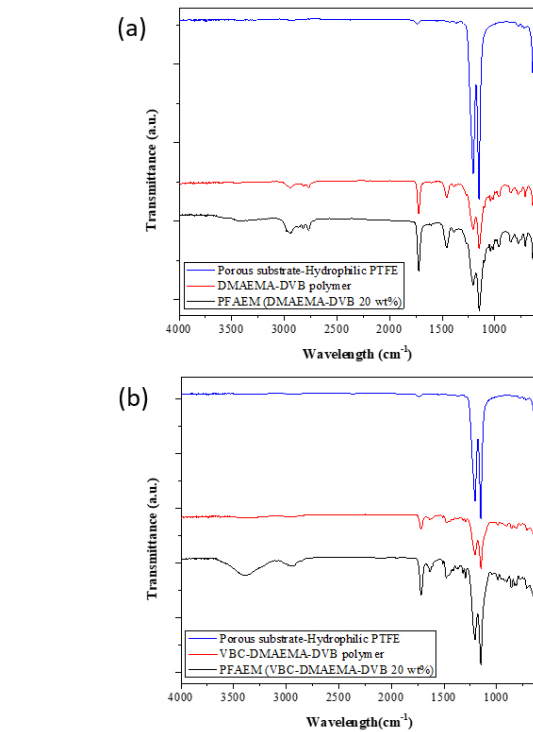 (a)
Transmittance (a.u.)
Porous substrate-Hydrophilic PTFE
DMAEMA-DVB polymer
PFAEM (DMAEMA-DVB 20 wt%)
4000 3500 3000 2500 2000 1500 1000
Wavelength (cm⁻¹)
(b)
Transmittance (a.u.)
Porous substrate-Hydrophilic PTFE
VBC-DMAEMA-DVB polymer
PFAEM (VBC-DMAEMA-DVB 20 wt%)
4000 3500 3000 2500 2000 1500 1000
Wavelength(cm⁻¹)